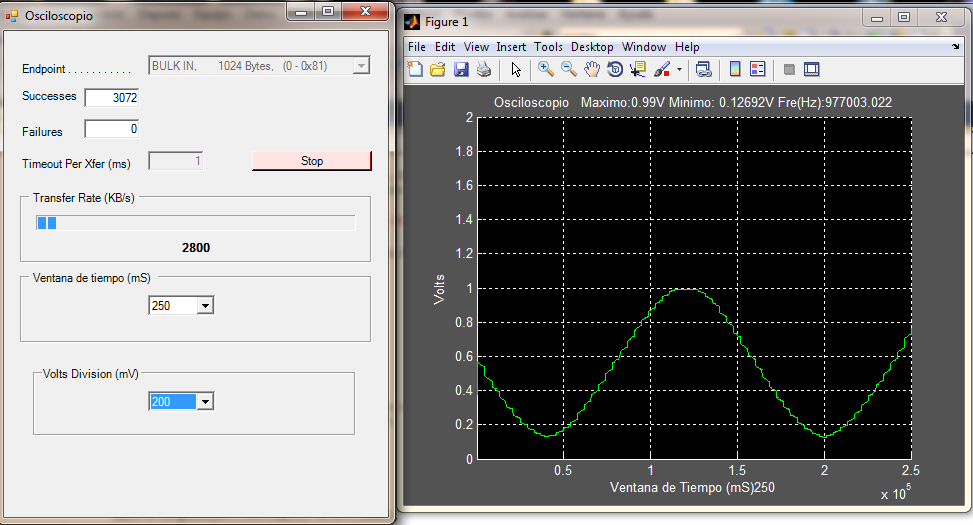 Osciloscopio
Endpoint . . . . . . . . . . . BULK IN, 1024 Bytes, (0 - 0x81)
Successes 3072
Failures 0
Timeout Per Xfer (ms) 1 Stop
Transfer Rate (KB/s)
2800
Ventana de tiempo (mS)
250
Volts Division (mV)
200
Figure 1
File Edit View Insert Tools Desktop Window Help
Osciloscopio Maximo:0.99V Minimo: 0.12692V Fre(Hz):977003.022
2
1.8
1.6
1.4
1.2
1
0.8
0.6
0.4
0.2
0
Volts
0.5 1 1.5 2 2.5
Ventana de Tiempo (mS)250
x 10^5